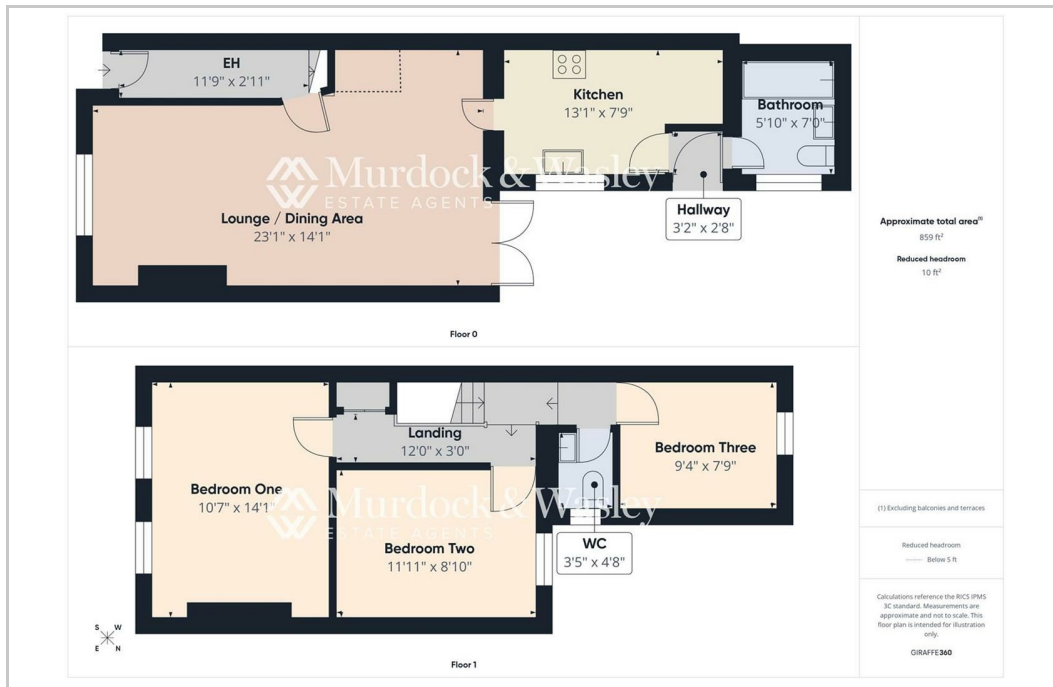 EH
11'9" x 2'11"
Kitchen
13'1" x 7'9"
Bathroom
5'10" x 7'0"
Murdock & Wasley
ESTATE AGENTS
Lounge / Dining Area
23'1" x 14'1"
Hallway
3'2" x 2'8"
Floor 0
Approximate total area(1)
859 ft²
Reduced headroom
10 ft²
Landing
12'0" x 3'0"
Bedroom Three
9'4" x 7'9"
Bedroom One
10'7" x 14'1"
Murdock & Wasley
ESTATE AGENTS
Bedroom Two
11'11" x 8'10"
WC
3'5" x 4'8"
S W
E N
Floor 1
(1) Excluding balconies and terraces
Reduced headroom
Below 5 ft
Calculations reference the RICS IPMS
3C standard. Measurements are
approximate and not to scale. This
floor plan is intended for illustration
only.
GIRAFFE360